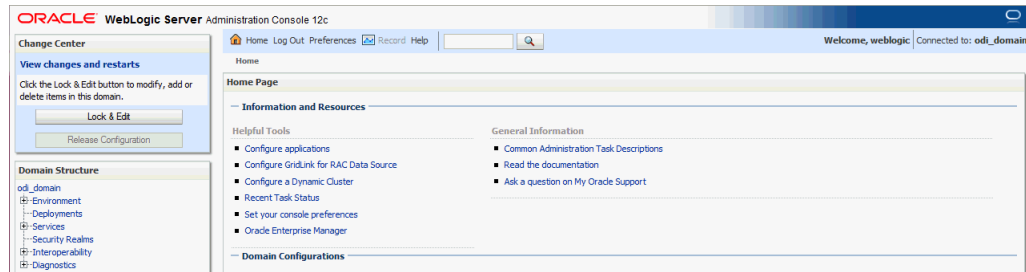 ORACLE WebLogic Server Administration Console 12c
Change Center
View changes and restarts
Click the Lock & Edit button to modify, add or
delete items in this domain.
Lock & Edit
Release Configuration
Domain Structure
odi_domain
Environment
Deployments
Services
Security Realms
Interoperability
Diagnostics
Home Log Out Preferences Record Help
Welcome, weblogic Connected to: odi_domain
Home
Home Page
Information and Resources
Helpful Tools
Configure applications
Configure GridLink for RAC Data Source
Configure a Dynamic Cluster
Recent Task Status
Set your console preferences
Oracle Enterprise Manager
General Information
Common Administration Task Descriptions
Read the documentation
Ask a question on My Oracle Support
Domain Configurations